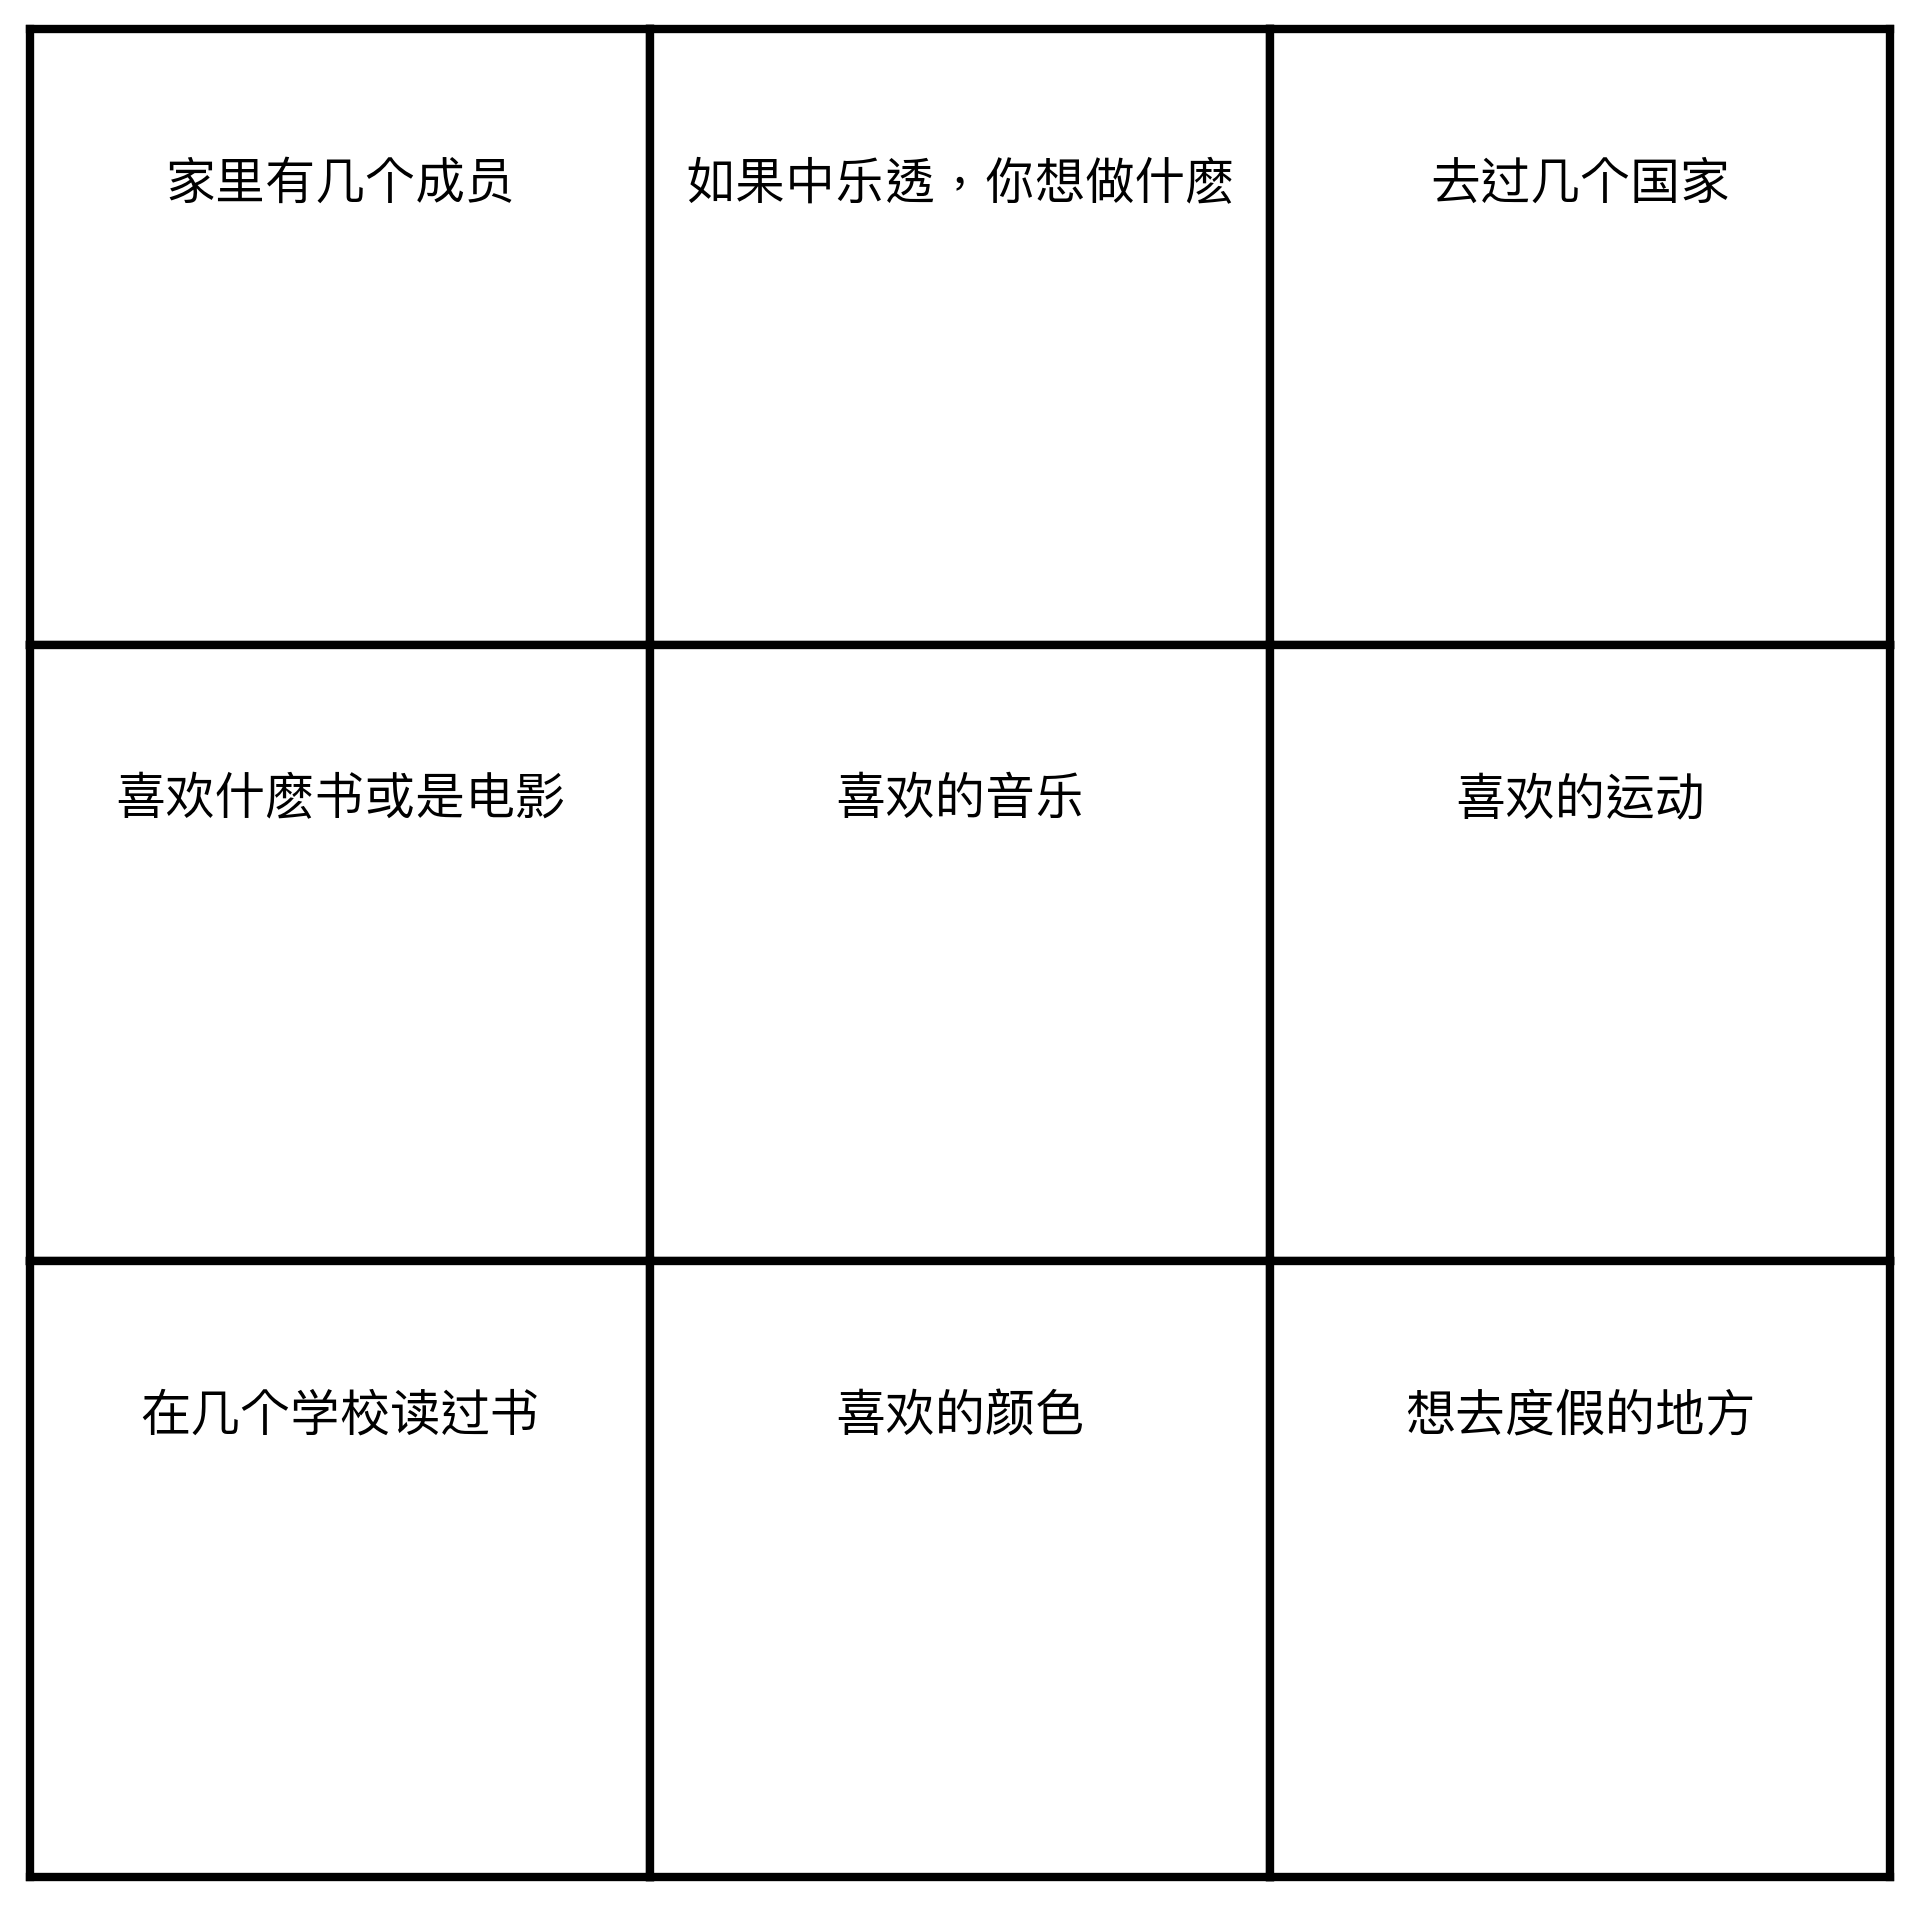 家里有几个成员
如果中乐透，你想做什麽
去过几个国家
喜欢什麽书或是电影
喜欢的音乐
喜欢的运动
在几个学校读过书
喜欢的颜色
想去度假的地方